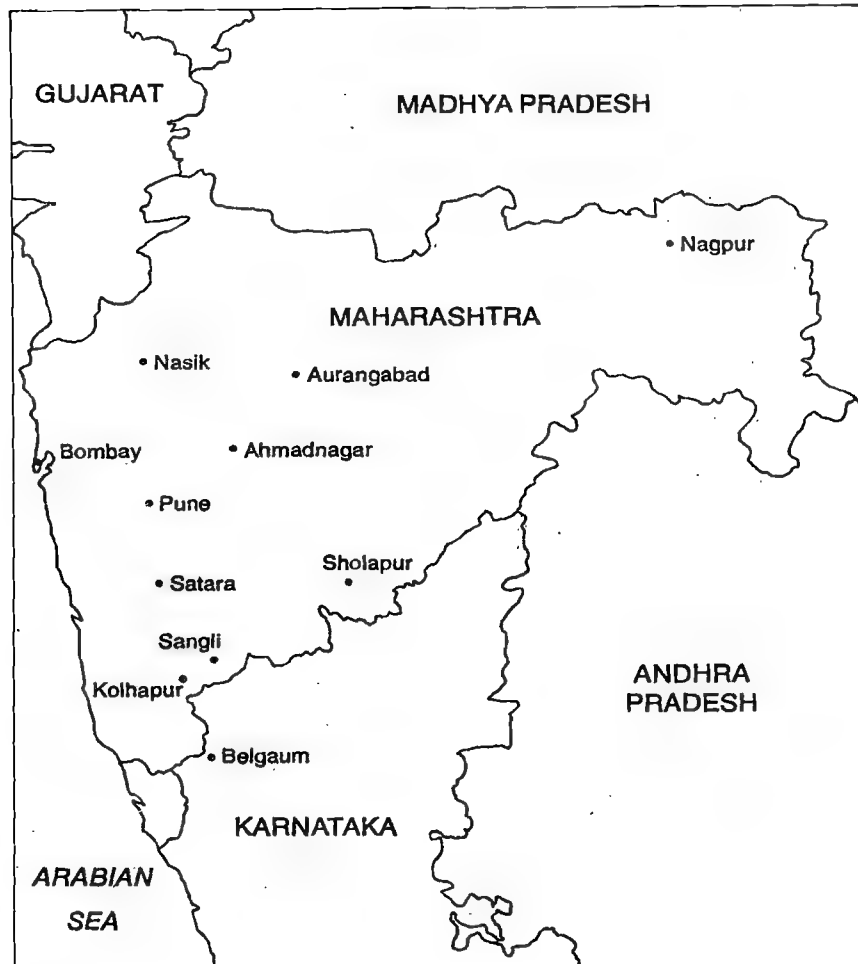 GUJARAT
MADHYA PRADESH
Nagpur
MAHARASHTRA
Nasik
Aurangabad
Bombay
Ahmadnagar
Pune
Sholapur
Satara
Sangli
Kolhapur
ANDHRA
PRADESH
Belgaum
KARNATAKA
ARABIAN
SEA